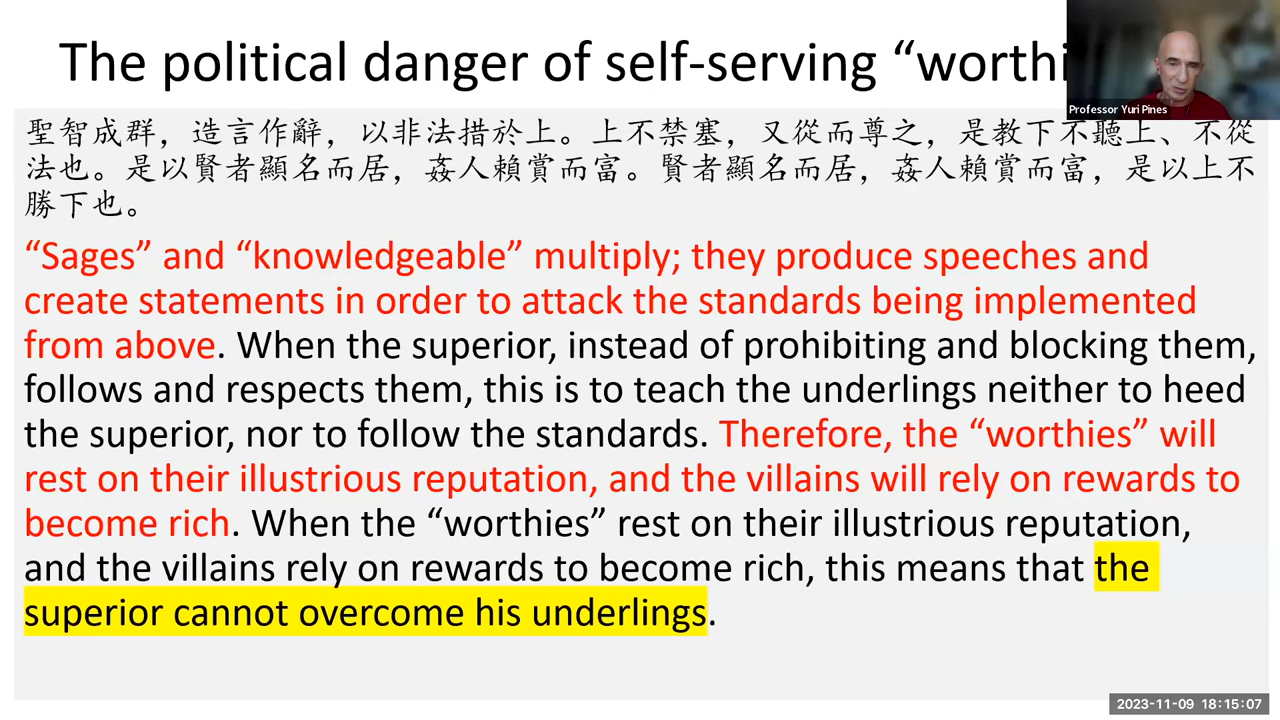 The political danger of self-serving “worthi
Professor Yuri Pines
聖智成群，造言作辭，以非法措於上。上不禁塞，又從而尊之，是教下不聽上、不從
法也。是以賢者顯名而居，姦人賴賞而富。賢者顯名而居，姦人賴賞而富，是以上不
勝下也。
“Sages” and “knowledgeable” multiply; they produce speeches and
create statements in order to attack the standards being implemented
from above. When the superior, instead of prohibiting and blocking them,
follows and respects them, this is to teach the underlings neither to heed
the superior, nor to follow the standards. Therefore, the “worthies” will
rest on their illustrious reputation, and the villains will rely on rewards to
become rich. When the “worthies” rest on their illustrious reputation,
and the villains rely on rewards to become rich, this means that the
superior cannot overcome his underlings.
2023-11-09 18:15:07